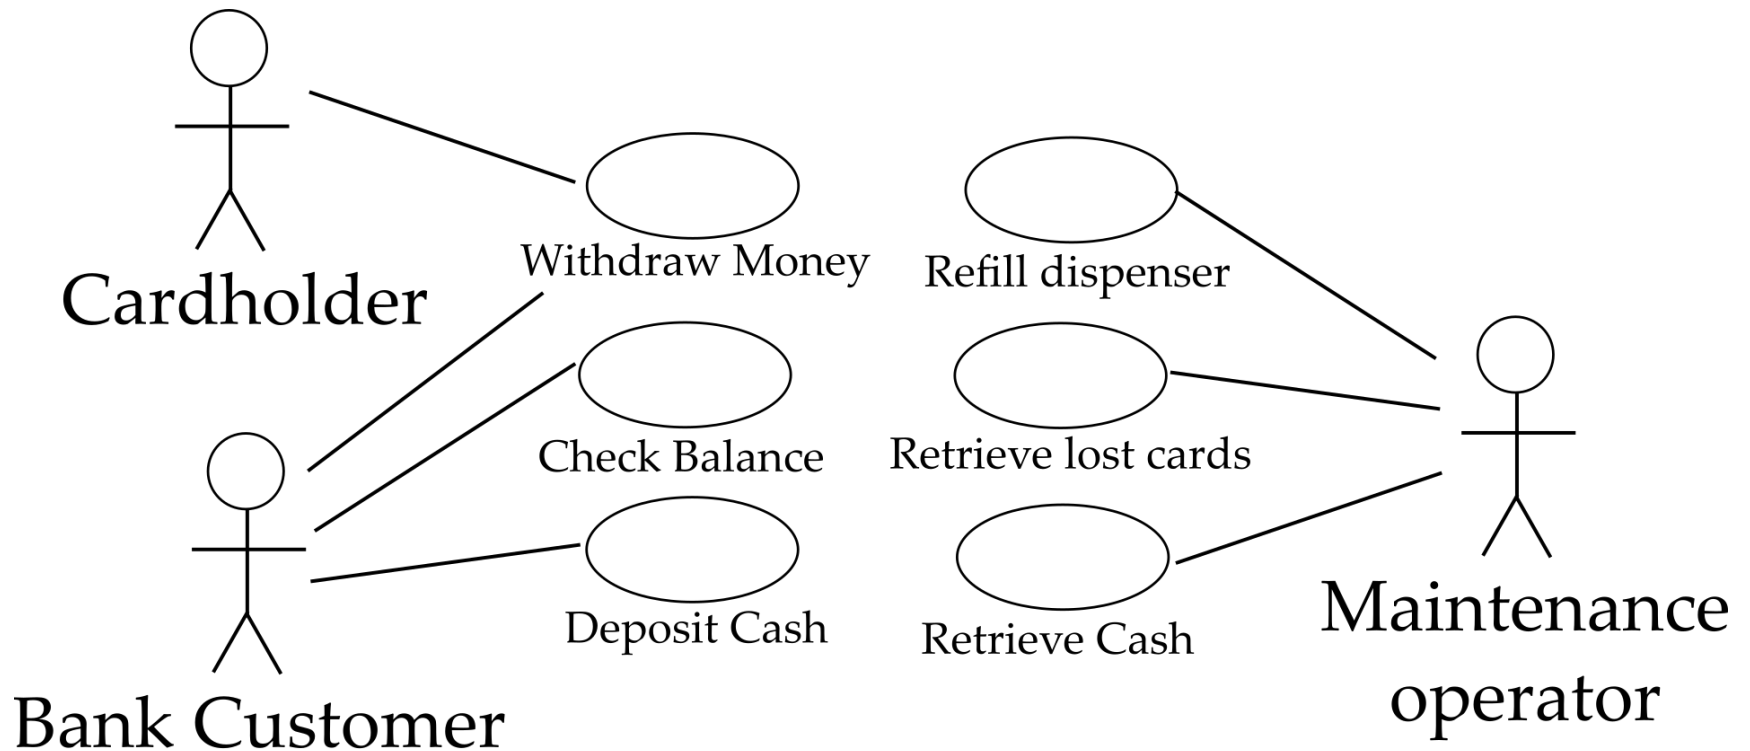 Withdraw Money
Refill dispenser
Cardholder
Check Balance
Retrieve lost cards
Deposit Cash
Retrieve Cash
Maintenance
operator
Bank Customer